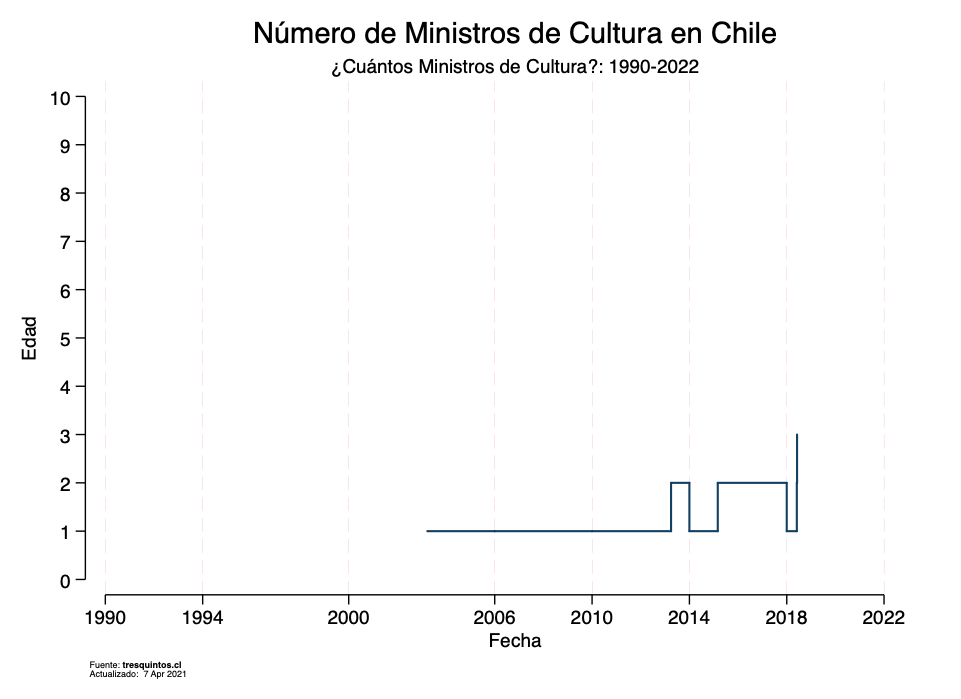 Número de Ministros de Cultura en Chile
¿Cuántos Ministros de Cultura?: 1990-2022
10
9
8
7
6
5
4
3
2
1
0
Edad
1990 1994 2000 2006 2010 2014 2018 2022
Fecha
Fuente: tresquintos.cl
Actualizado: 7 Apr 2021